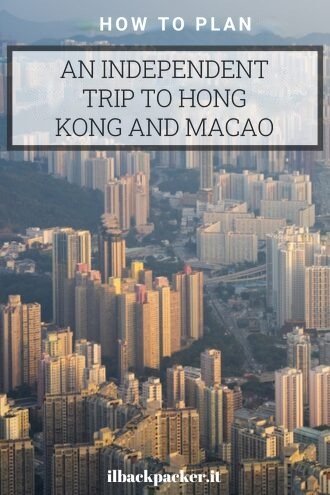 HOW TO PLAN
AN INDEPENDENT
TRIP TO HONG
KONG AND MACAO
ilbackpacker.it